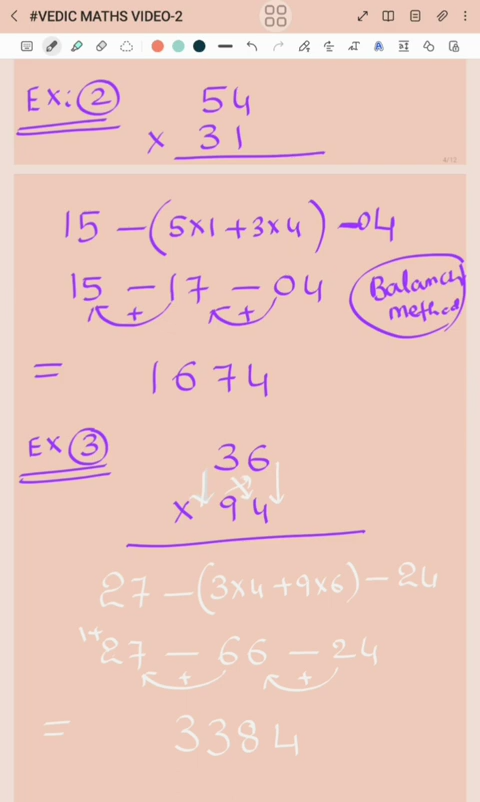 #VEDIC MATHS VIDEO-2
Ex: 2
54
× 31
4/12
15 - (5×1 + 3×4) - 04
15 - 17 - 04
+ +
Balancing
method
= 1674
Ex 3
36
× 94
27 - (3×4 + 9×6) - 24
1+
27 - 66 - 24
+ +
= 3384